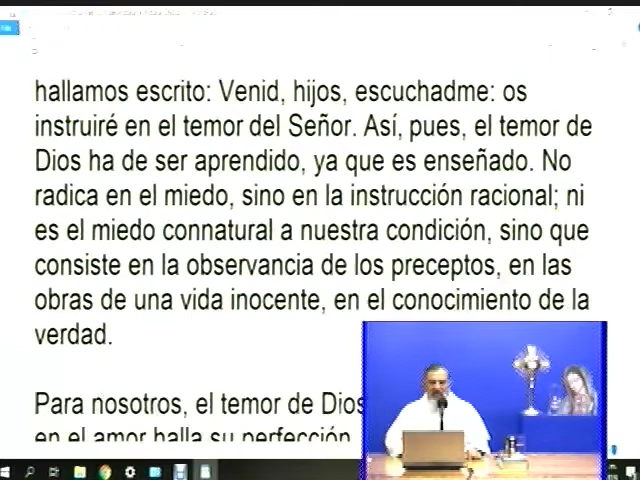 hallamos escrito: Venid, hijos, escuchadme: os
instruiré en el temor del Señor. Así, pues, el temor de
Dios ha de ser aprendido, ya que es enseñado. No
radica en el miedo, sino en la instrucción racional; ni
es el miedo connatural a nuestra condición, sino que
consiste en la observancia de los preceptos, en las
obras de una vida inocente, en el conocimiento de la
verdad.
Para nosotros, el temor de Dios
en el amor halla su perfección